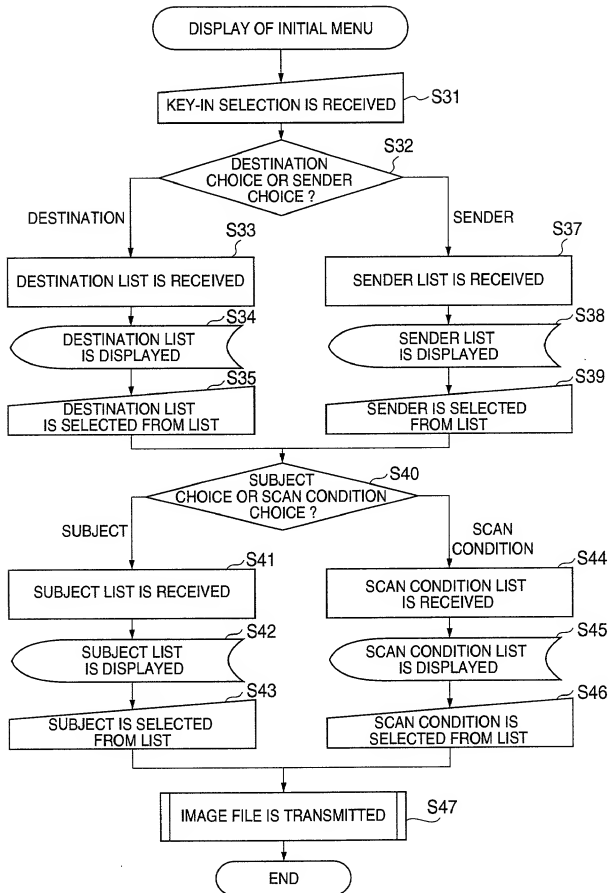 DISPLAY OF INITIAL MENU
KEY-IN SELECTION IS RECEIVED
S31
S32
DESTINATION
CHOICE OR SENDER
CHOICE ?
DESTINATION
SENDER
S33
DESTINATION LIST IS RECEIVED
S37
SENDER LIST IS RECEIVED
S34
DESTINATION LIST
IS DISPLAYED
S38
SENDER LIST
IS DISPLAYED
S35
DESTINATION LIST
IS SELECTED FROM LIST
S39
SENDER IS SELECTED
FROM LIST
S40
SUBJECT
CHOICE OR SCAN CONDITION
CHOICE ?
SUBJECT
SCAN
CONDITION
S41
SUBJECT LIST IS RECEIVED
S44
SCAN CONDITION LIST
IS RECEIVED
S42
SUBJECT LIST
IS DISPLAYED
S45
SCAN CONDITION LIST
IS DISPLAYED
S43
SUBJECT IS SELECTED
FROM LIST
S46
SCAN CONDITION IS
SELECTED FROM LIST
IMAGE FILE IS TRANSMITTED
S47
END